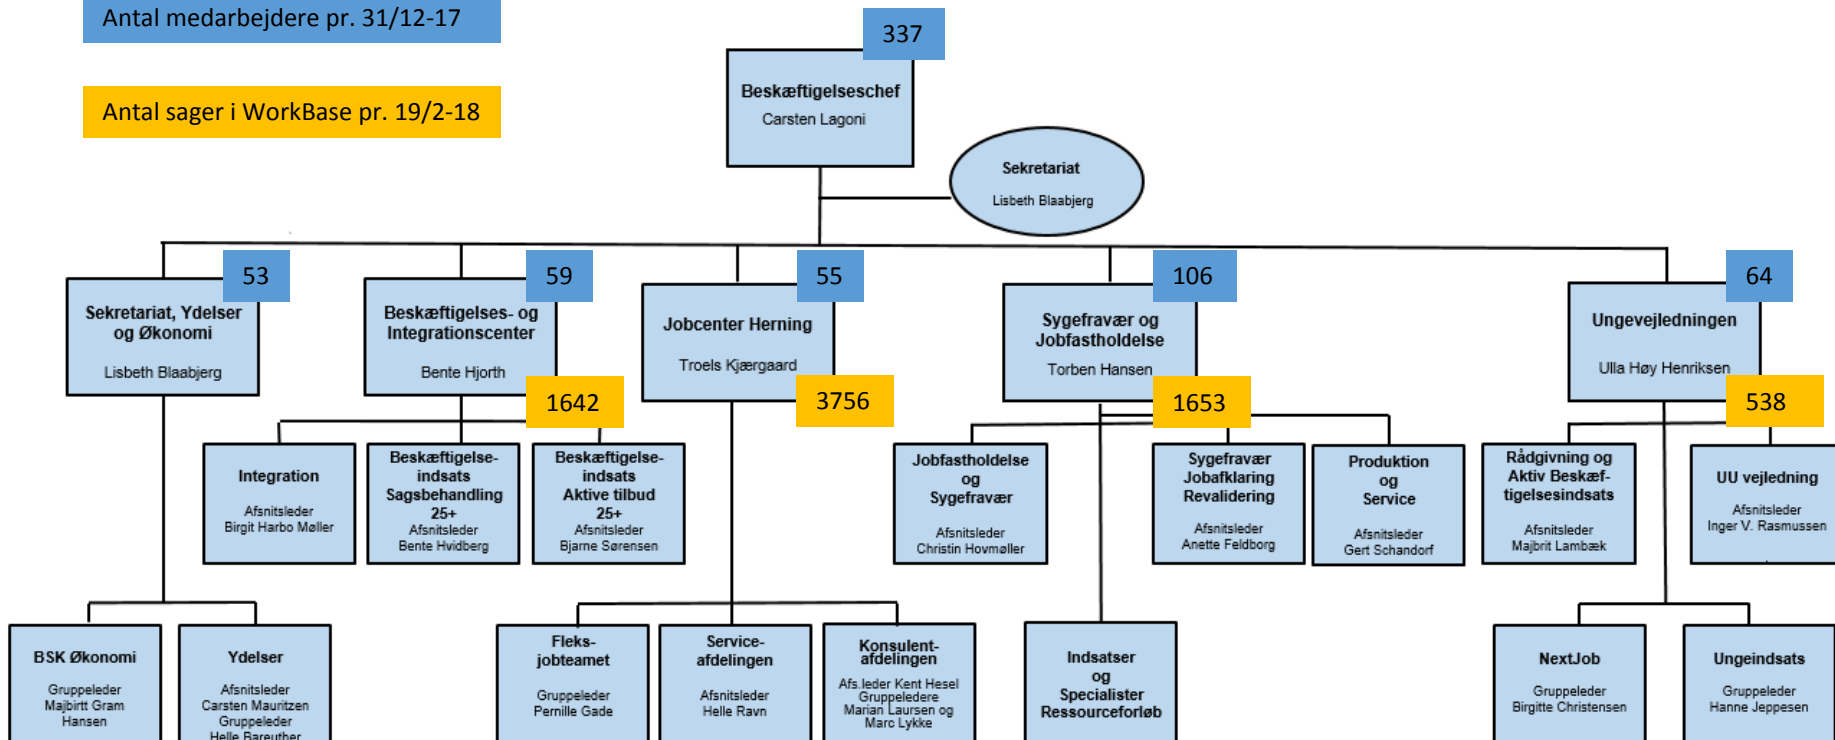 Antal medarbejdere pr. 31/12-17
Antal sager i WorkBase pr. 19/2-18
337
Beskæftigelseschef
Carsten Lagoni
Sekretariat
Lisbeth Blaabjerg
53
Sekretariat, Ydelser
og Økonomi
Lisbeth Blaabjerg
59
Beskæftigelses- og
Integrationscenter
Bente Hjorth
1642
55
Jobcenter Herning
Troels Kjærgaard
3756
106
Sygefravær og
Jobfastholdelse
Torben Hansen
1653
64
Ungevejledningen
Ulla Høy Henriksen
538
Integration
Afsnitsleder
Birgit Harbo Møller
Beskæftigelse-
indsats
Sagsbehandling
25+
Afsnitsleder
Bente Hvidberg
Beskæftigelse-
indsats
Aktive tilbud
25+
Afsnitsleder
Bjarne Sørensen
Jobfastholdelse
og
Sygefravær
Afsnitsleder
Christin Hovmøller
Sygefravær
Jobafklaring
Revalidering
Afsnitsleder
Anette Feldborg
Produktion
og
Service
Afsnitsleder
Gert Schandorf
Rådgivning og
Aktiv Beskæf-
tigelsesindsats
Afsnitsleder
Majbrit Lambæk
UU vejledning
Afsnitsleder
Inger V. Rasmussen
BSK Økonomi
Gruppeleder
Majbirtt Gram
Hansen
Ydelser
Afsnitsleder
Carsten Mauritzen
Gruppeleder
Helle Bareuther
Fleks-
jobteamet
Gruppeleder
Pernille Gade
Service-
afdelingen
Afsnitsleder
Helle Ravn
Konsulent-
afdelingen
Afs.leder Kent Hesel
Gruppeledere
Marian Laursen og
Marc Lykke
Indsatser
og
Specialister
Ressourceforløb
NextJob
Gruppeleder
Birgitte Christensen
Ungeindsats
Gruppeleder
Hanne Jeppesen